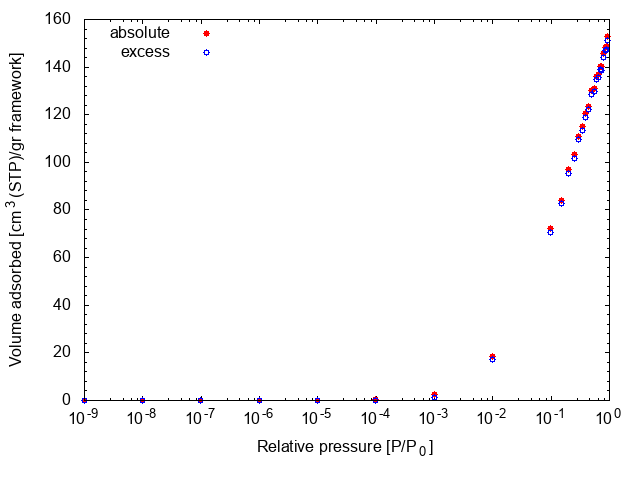 160
140
120
100
80
60
40
20
0
absolute
excess
Volume adsorbed [cm³ (STP)/gr framework]
10⁻⁹ 10⁻⁸ 10⁻⁷ 10⁻⁶ 10⁻⁵ 10⁻⁴ 10⁻³ 10⁻² 10⁻¹ 10⁰
Relative pressure [P/P₀]